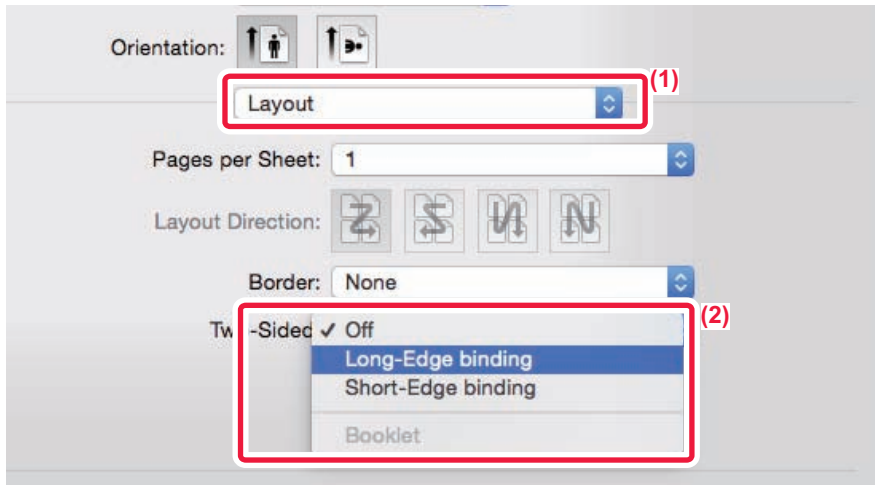 Orientation:
(1)
Layout
Pages per Sheet: 1
Layout Direction:
Border: None
(2)
Tw -Sided ✓ Off
Long-Edge binding
Short-Edge binding
Booklet